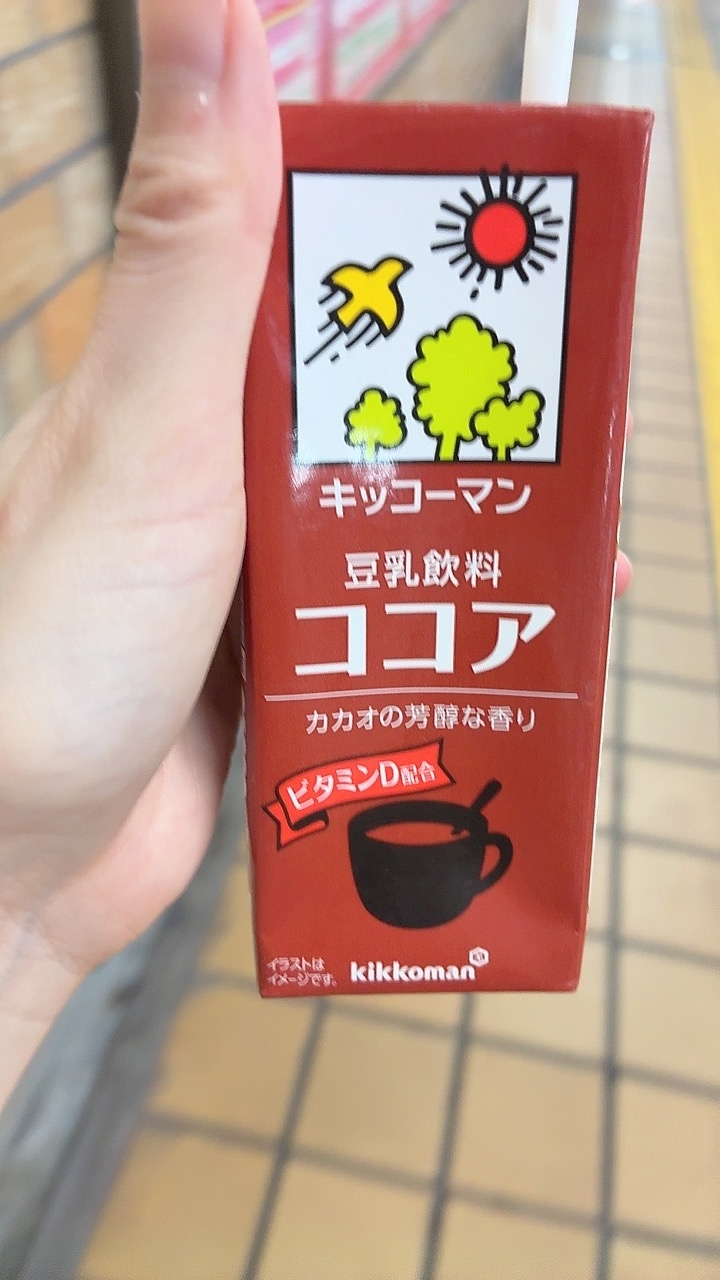 キッコーマン
豆乳飲料
ココア
カカオの芳醇な香り
ビタミンD配合
イラストは
イメージです。
kikkoman